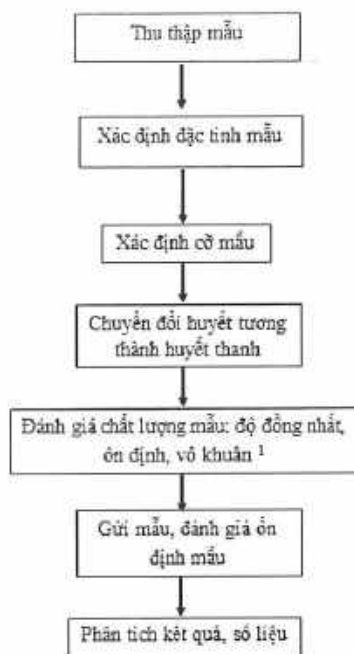 Thu thập mẫu
Xác định đặc tính mẫu
Xác định cỡ mẫu
Chuyển đổi huyết tương
thành huyết thanh
Đánh giá chất lượng mẫu: độ đồng nhất,
ổn định, vô khuẩn ¹
Gửi mẫu, đánh giá ổn
định mẫu
Phân tích kết quả, số liệu